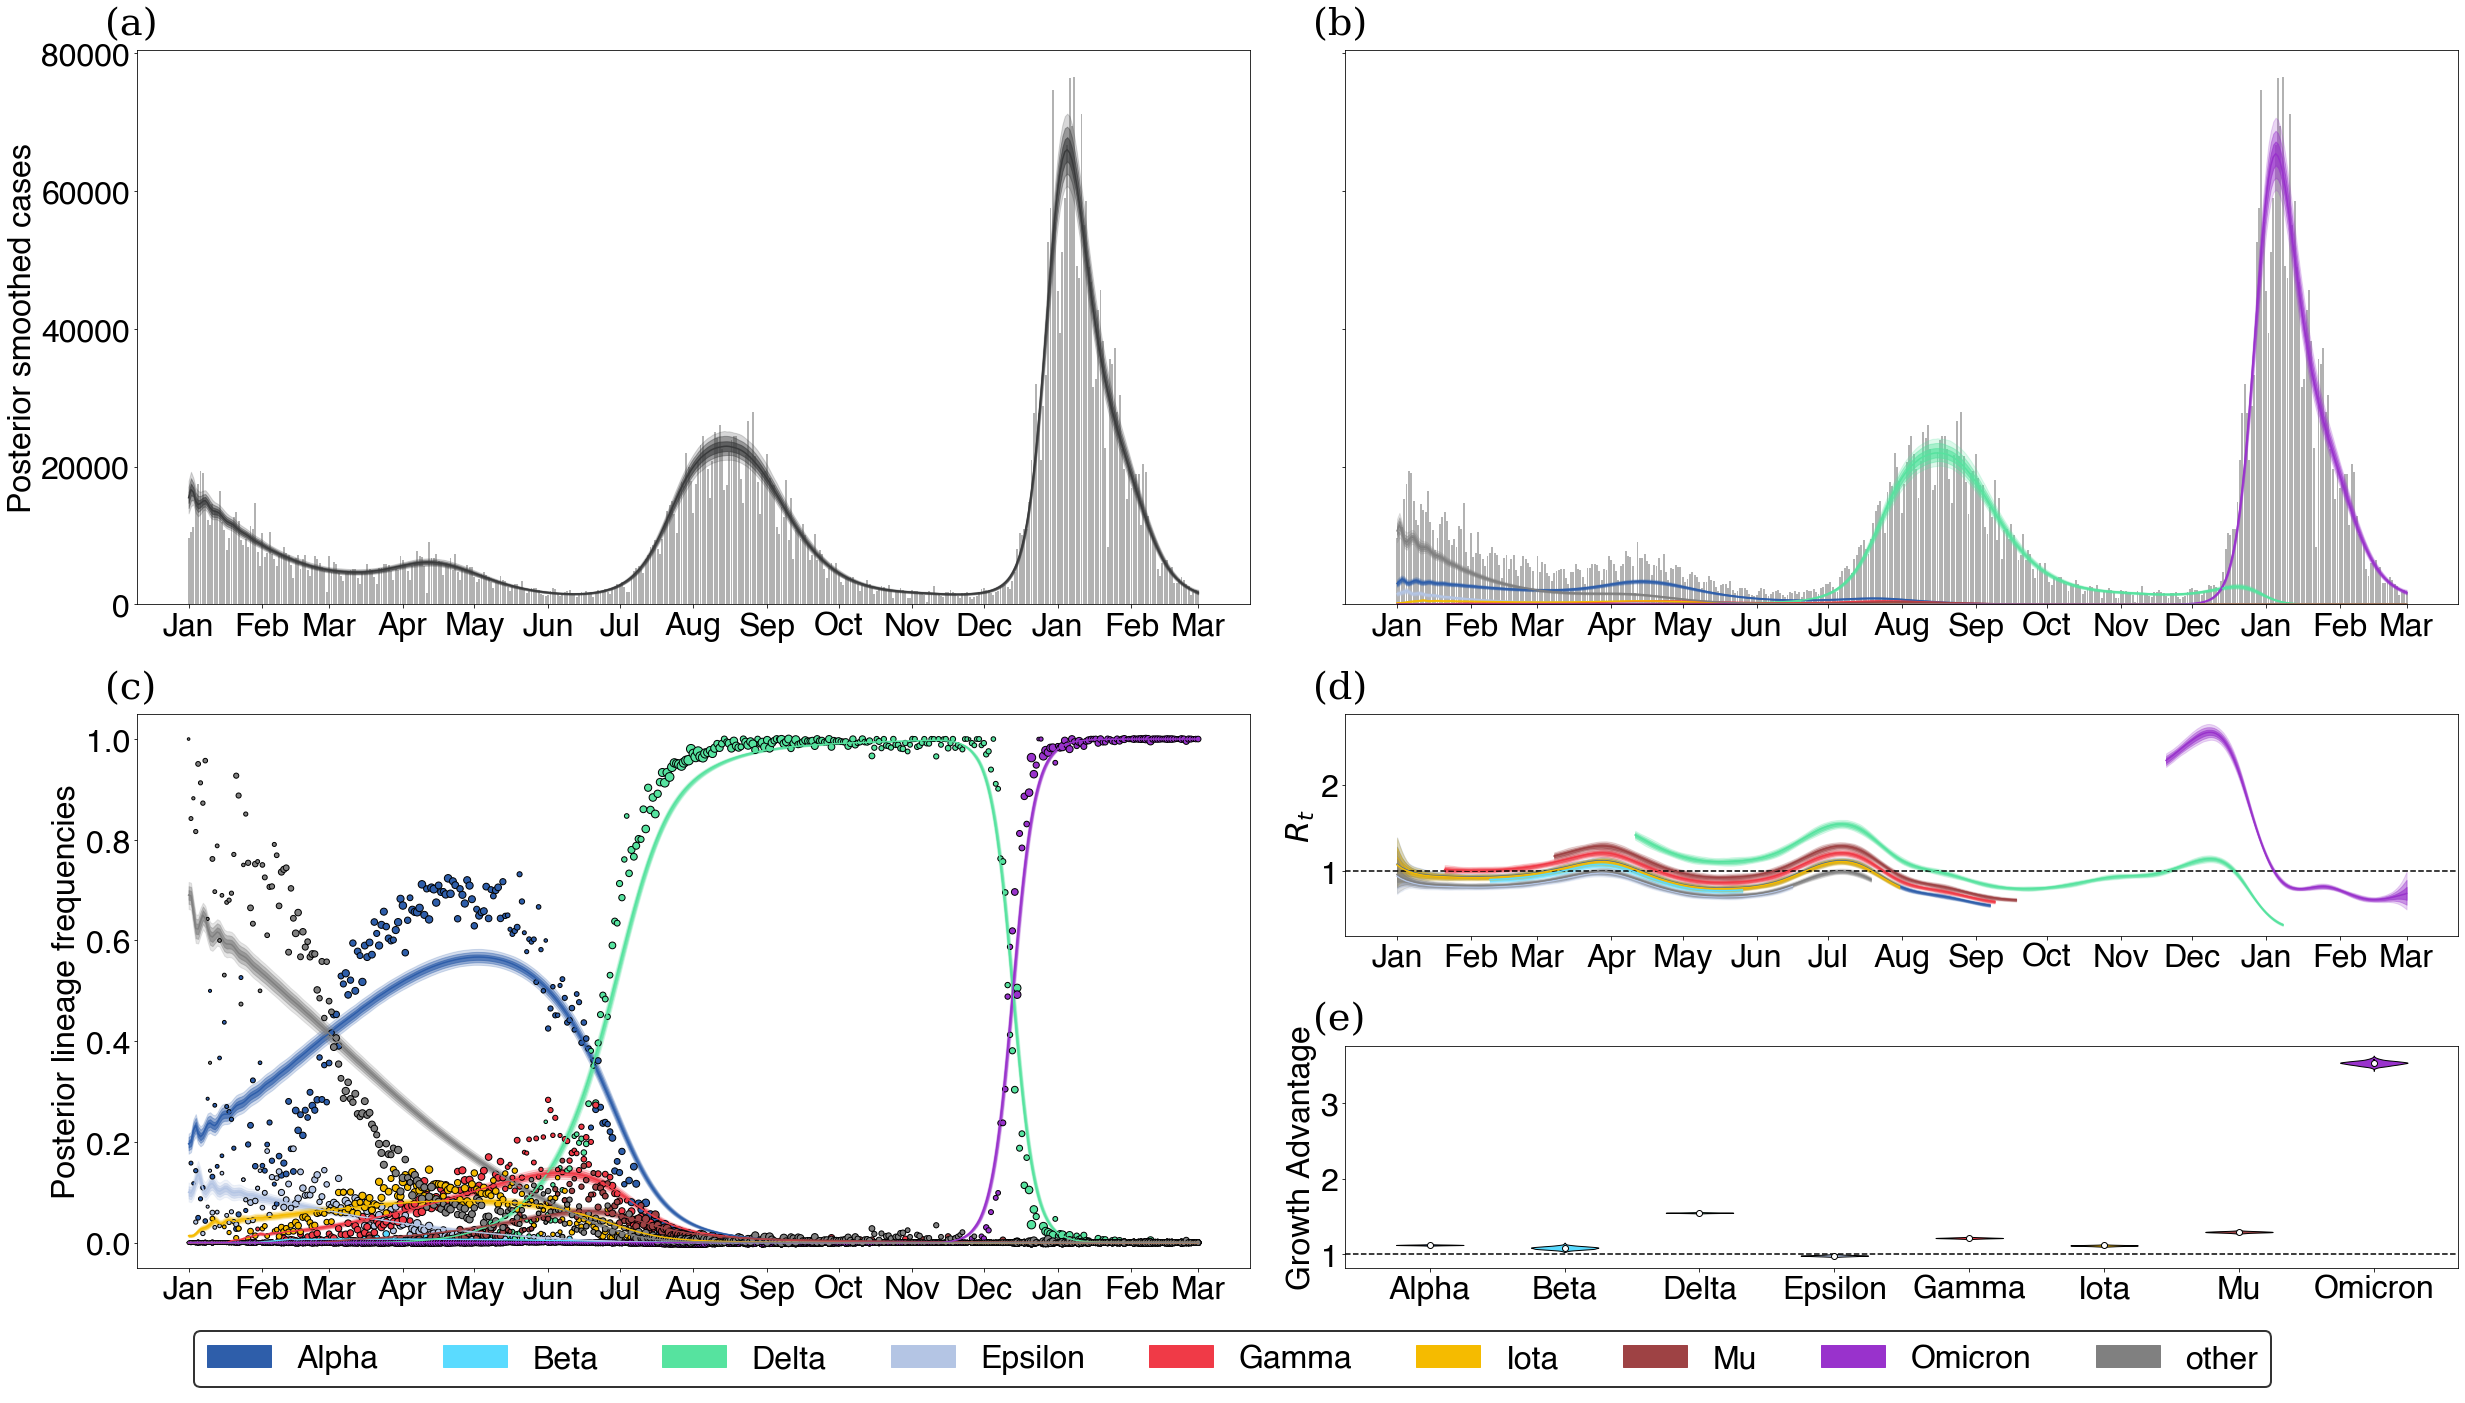 (a)
(b)
Posterior smoothed cases
80000
60000
40000
20000
0
Jan Feb Mar Apr May Jun Jul Aug Sep Oct Nov Dec Jan Feb Mar
Jan Feb Mar Apr May Jun Jul Aug Sep Oct Nov Dec Jan Feb Mar
(c)
Posterior lineage frequencies
1.0
0.8
0.6
0.4
0.2
0.0
Jan Feb Mar Apr May Jun Jul Aug Sep Oct Nov Dec Jan Feb Mar
(d)
Rt
2
1
Jan Feb Mar Apr May Jun Jul Aug Sep Oct Nov Dec Jan Feb Mar
(e)
Growth Advantage
3
2
1
Alpha Beta Delta Epsilon Gamma Iota Mu Omicron
Alpha Beta Delta Epsilon Gamma Iota Mu Omicron other